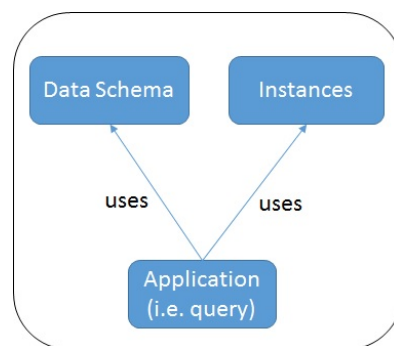 Data Schema
Instances
uses
uses
Application
(i.e. query)